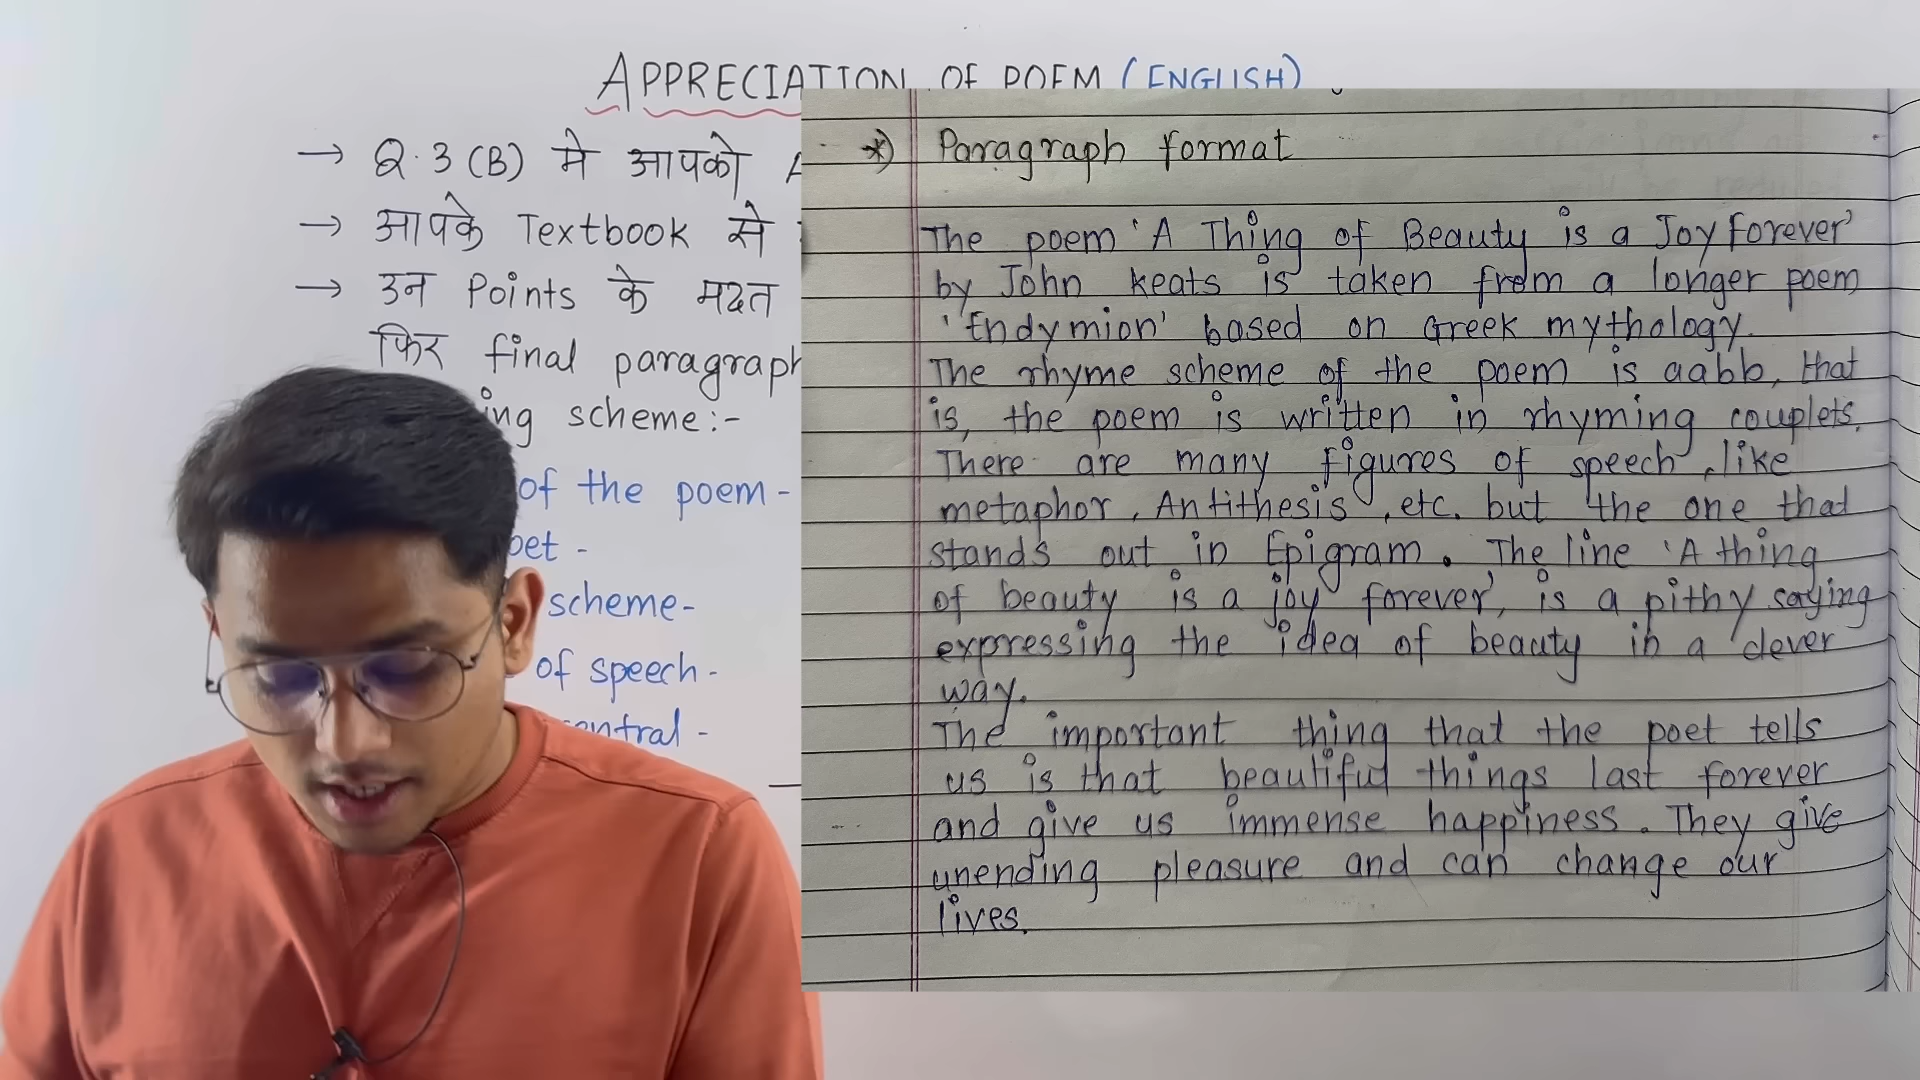 APPRECIATION OF POEM (ENGLISH)
→ Q.3 (B) मे आपको
→ आपके Textbook से
→ उन Points के मदत
फिर final paragraph
scheme:-
of the poem -
scheme-
of speech-
*) Paragraph format
The poem 'A Thing of Beauty is a Joy forever'
by John keats is taken from a longer poem
'Endymion' based on Greek mythology.
The rhyme scheme of the poem is aabb, that
is, the poem is written in rhyming couplets.
There are many figures of speech, like
metaphor, Antithesis, etc. but the one that
stands out in Epigram. The line 'A thing
of beauty is a joy forever', is a pithy saying
expressing the idea of beauty in a clever
way.
The important thing that the poet tells
us is that beautiful things last forever
and give us immense happiness. They give
unending pleasure and can change our
lives.